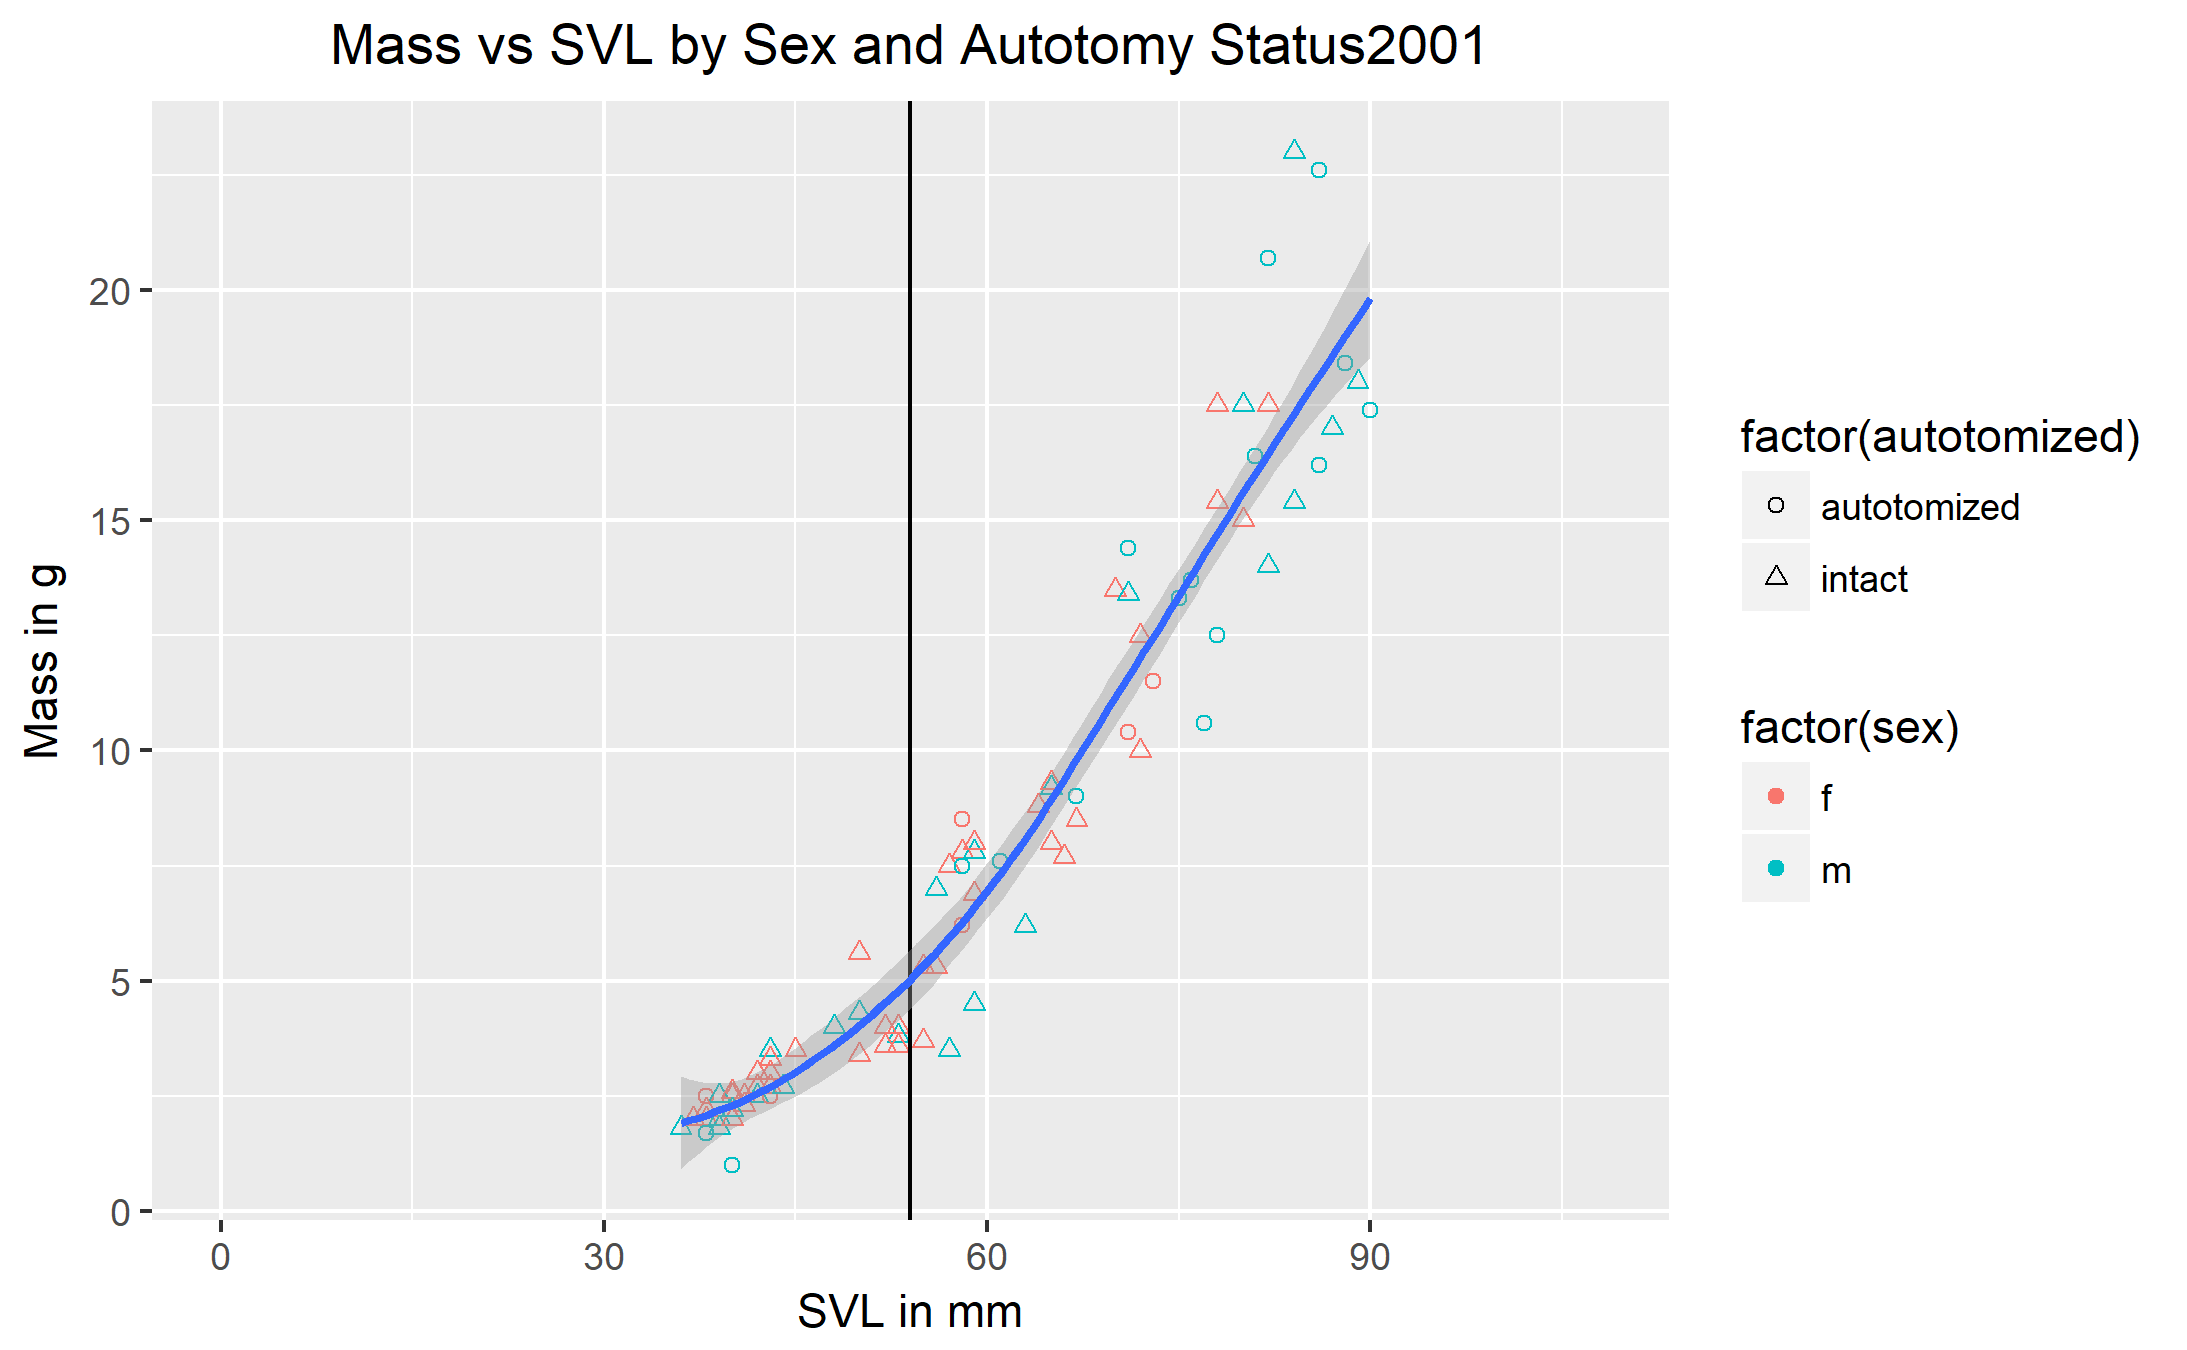 Mass vs SVL by Sex and Autotomy Status2001
Mass in g
20
15
10
5
0
0 30 60 90
SVL in mm
factor(autotomized)
autotomized
intact
factor(sex)
f
m